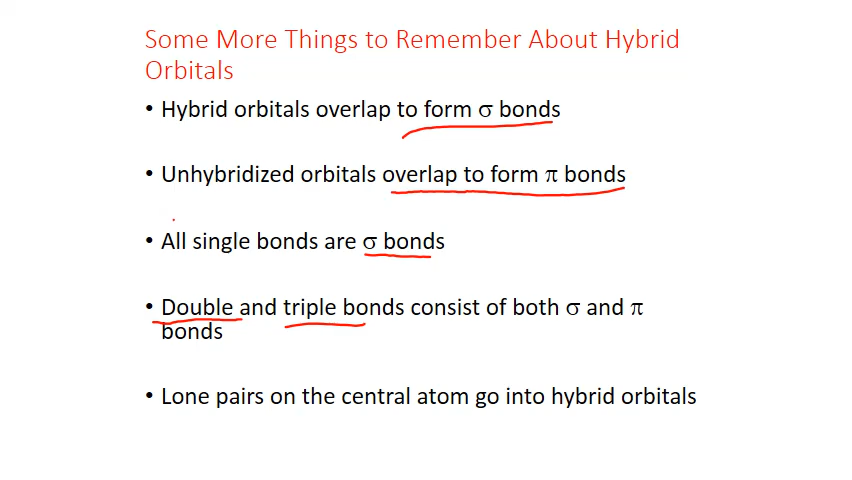 Some More Things to Remember About Hybrid
Orbitals
• Hybrid orbitals overlap to form σ bonds
• Unhybridized orbitals overlap to form π bonds
• All single bonds are σ bonds
• Double and triple bonds consist of both σ and π
bonds
• Lone pairs on the central atom go into hybrid orbitals